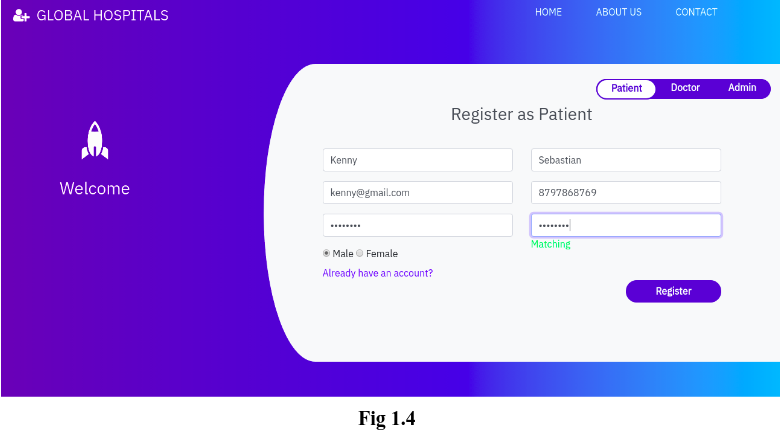 GLOBAL HOSPITALS HOME ABOUT US CONTACT
Patient Doctor Admin
Register as Patient
Kenny Sebastian
Welcome
kenny@gmail.com 8797868769
•••••••• ••••••••
Matching
Male Female
Already have an account?
Register
Fig 1.4